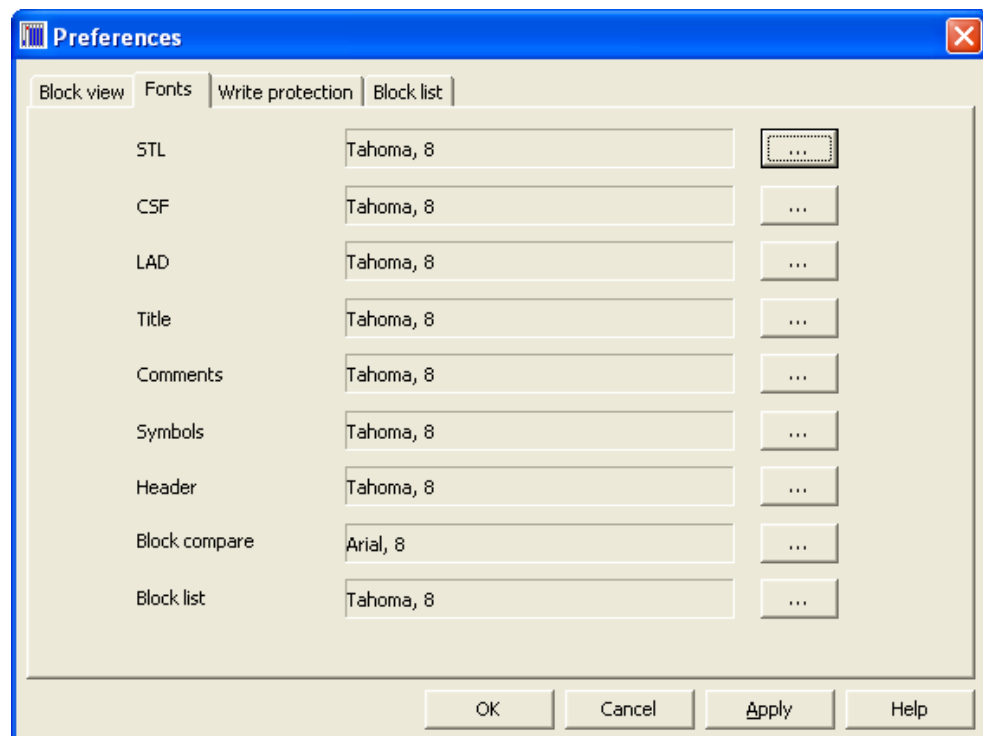 Preferences
Block view Fonts Write protection Block list
STL Tahoma, 8 ...
CSF Tahoma, 8 ...
LAD Tahoma, 8 ...
Title Tahoma, 8 ...
Comments Tahoma, 8 ...
Symbols Tahoma, 8 ...
Header Tahoma, 8 ...
Block compare Arial, 8 ...
Block list Tahoma, 8 ...
OK Cancel Apply Help